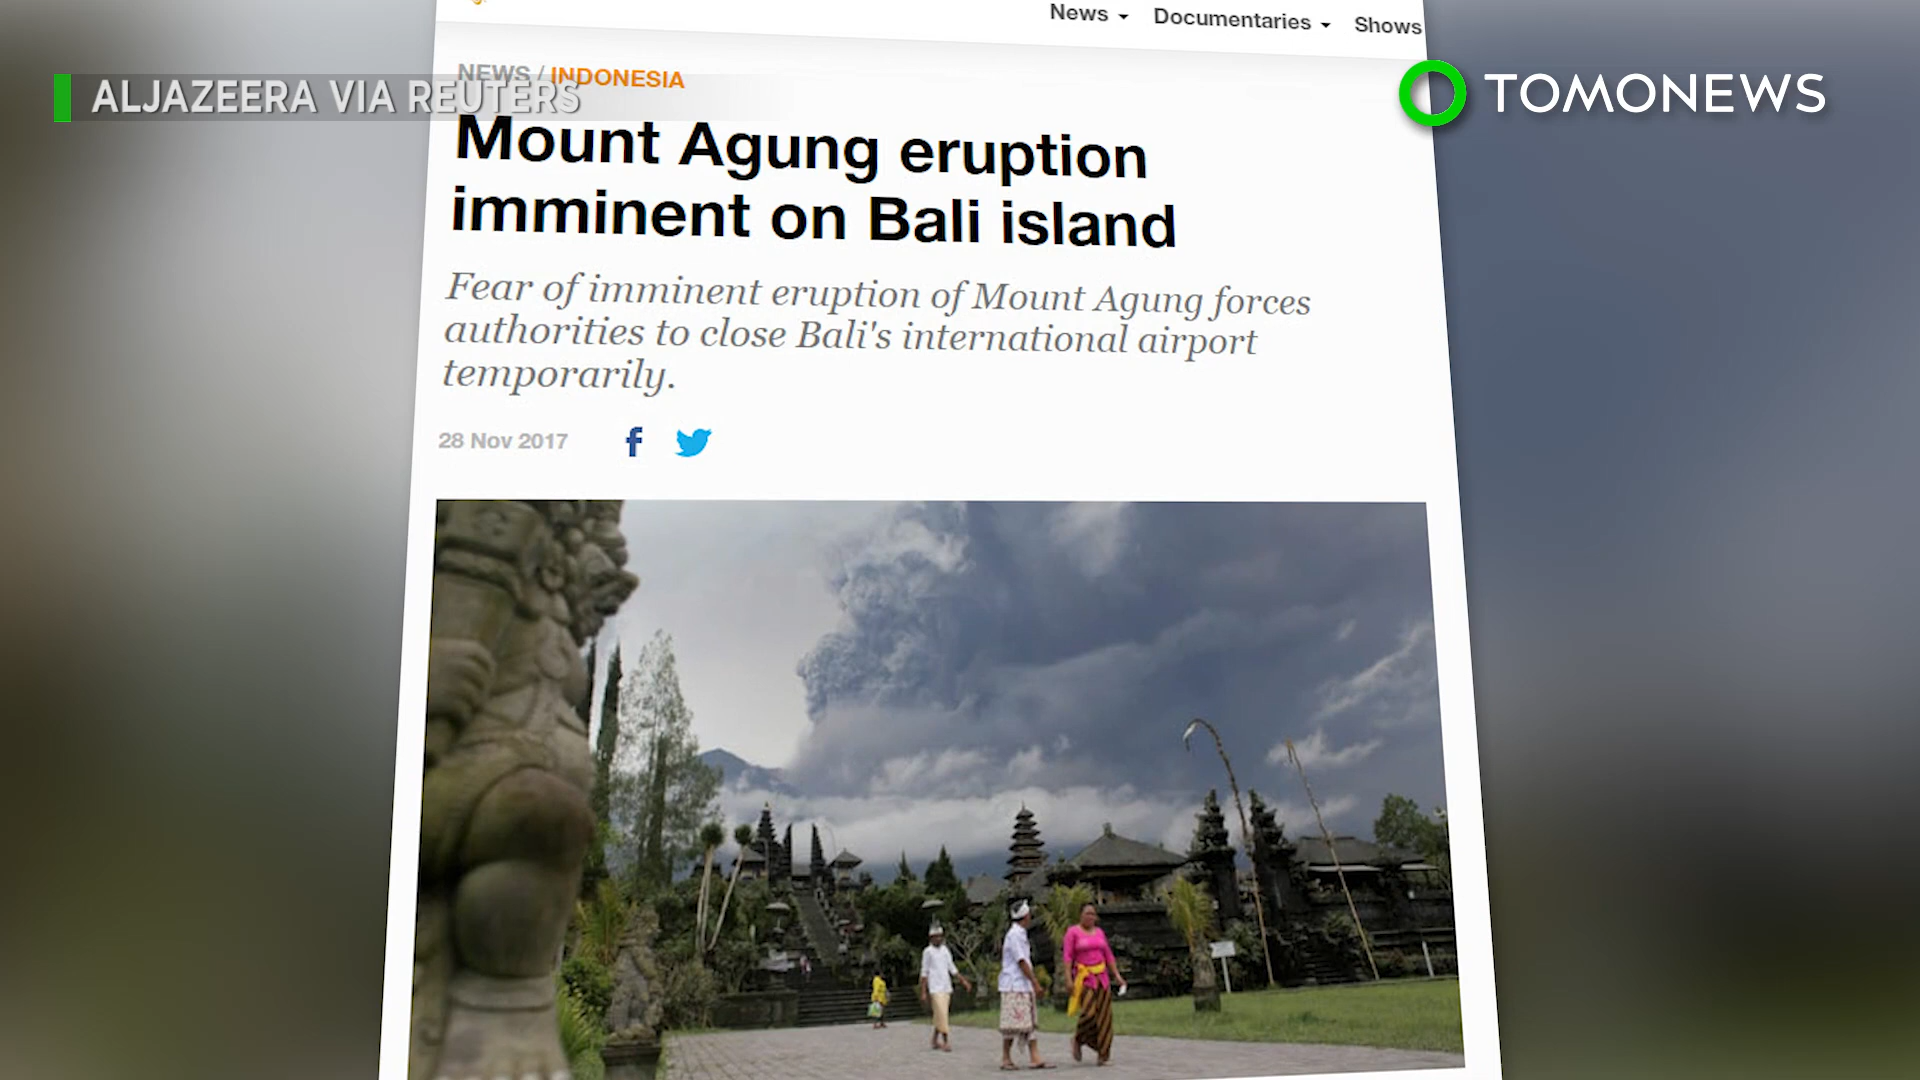 News Documentaries Shows
TOMONEWS
ALJAZEERA VIA REUTERS
NEWS / INDONESIA
Mount Agung eruption
imminent on Bali island
Fear of imminent eruption of Mount Agung forces
authorities to close Bali's international airport
temporarily.
28 Nov 2017